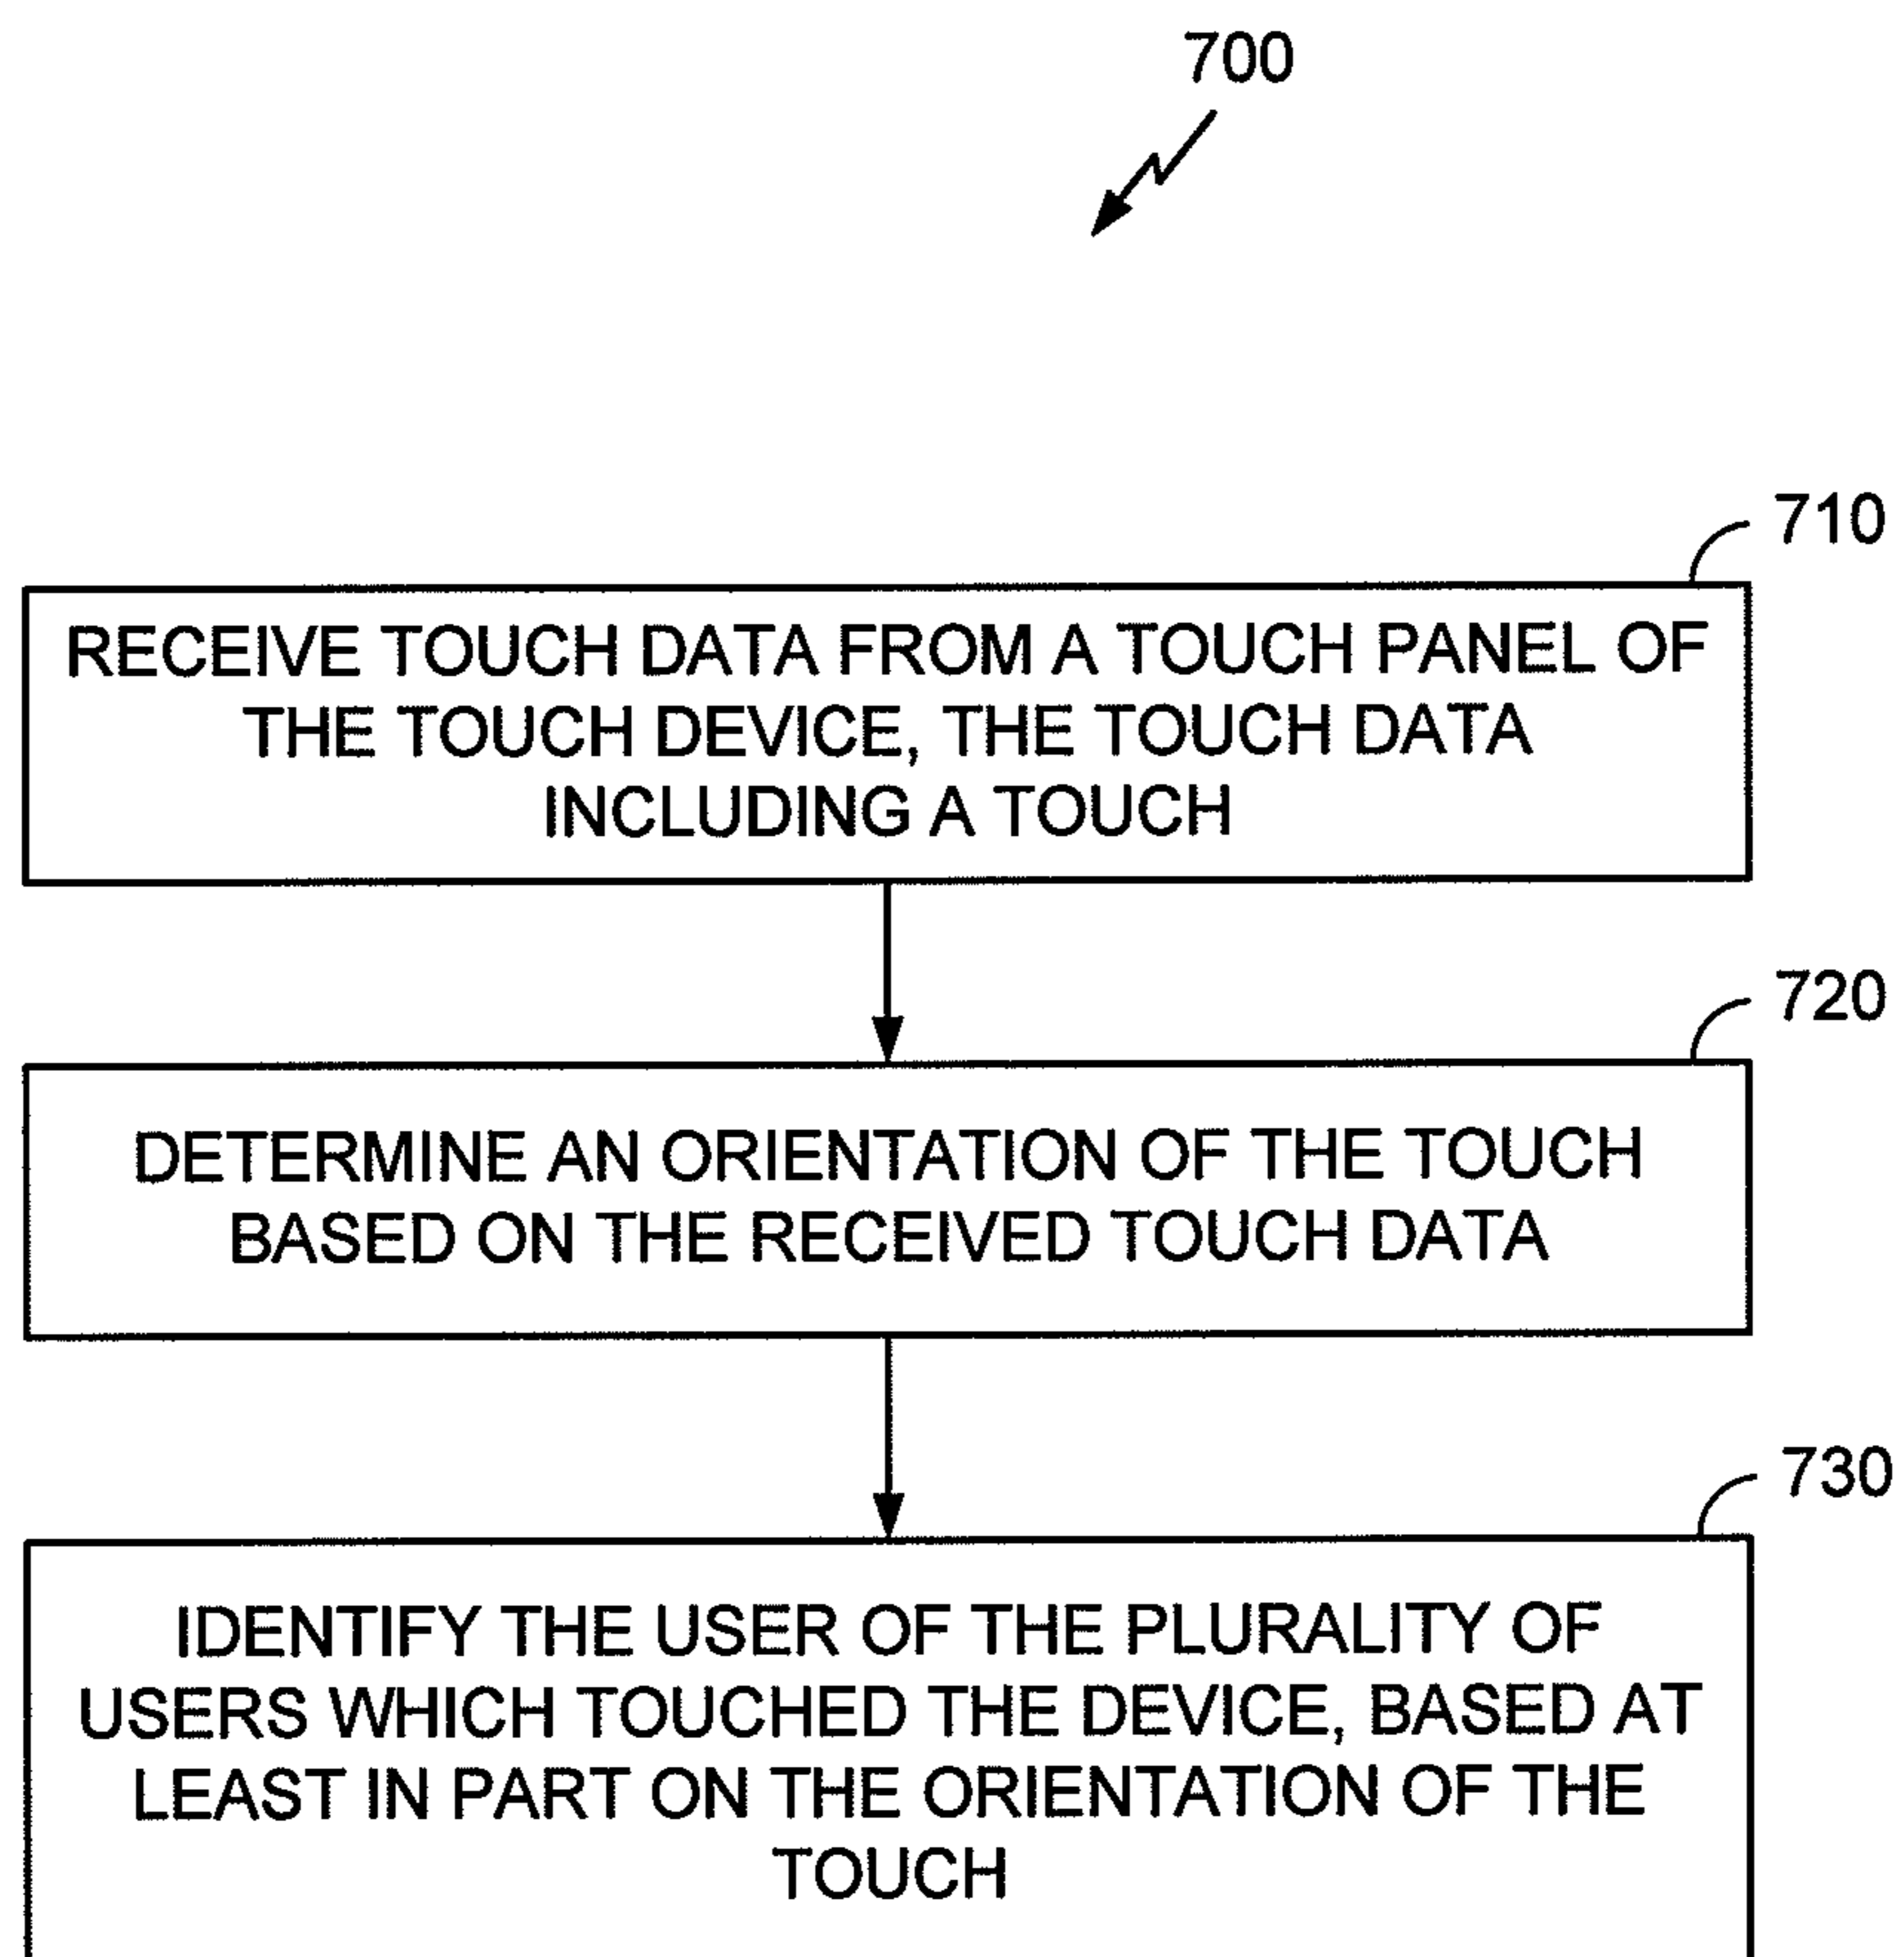 700
710
RECEIVE TOUCH DATA FROM A TOUCH PANEL OF
THE TOUCH DEVICE, THE TOUCH DATA
INCLUDING A TOUCH
720
DETERMINE AN ORIENTATION OF THE TOUCH
BASED ON THE RECEIVED TOUCH DATA
730
IDENTIFY THE USER OF THE PLURALITY OF
USERS WHICH TOUCHED THE DEVICE, BASED AT
LEAST IN PART ON THE ORIENTATION OF THE
TOUCH